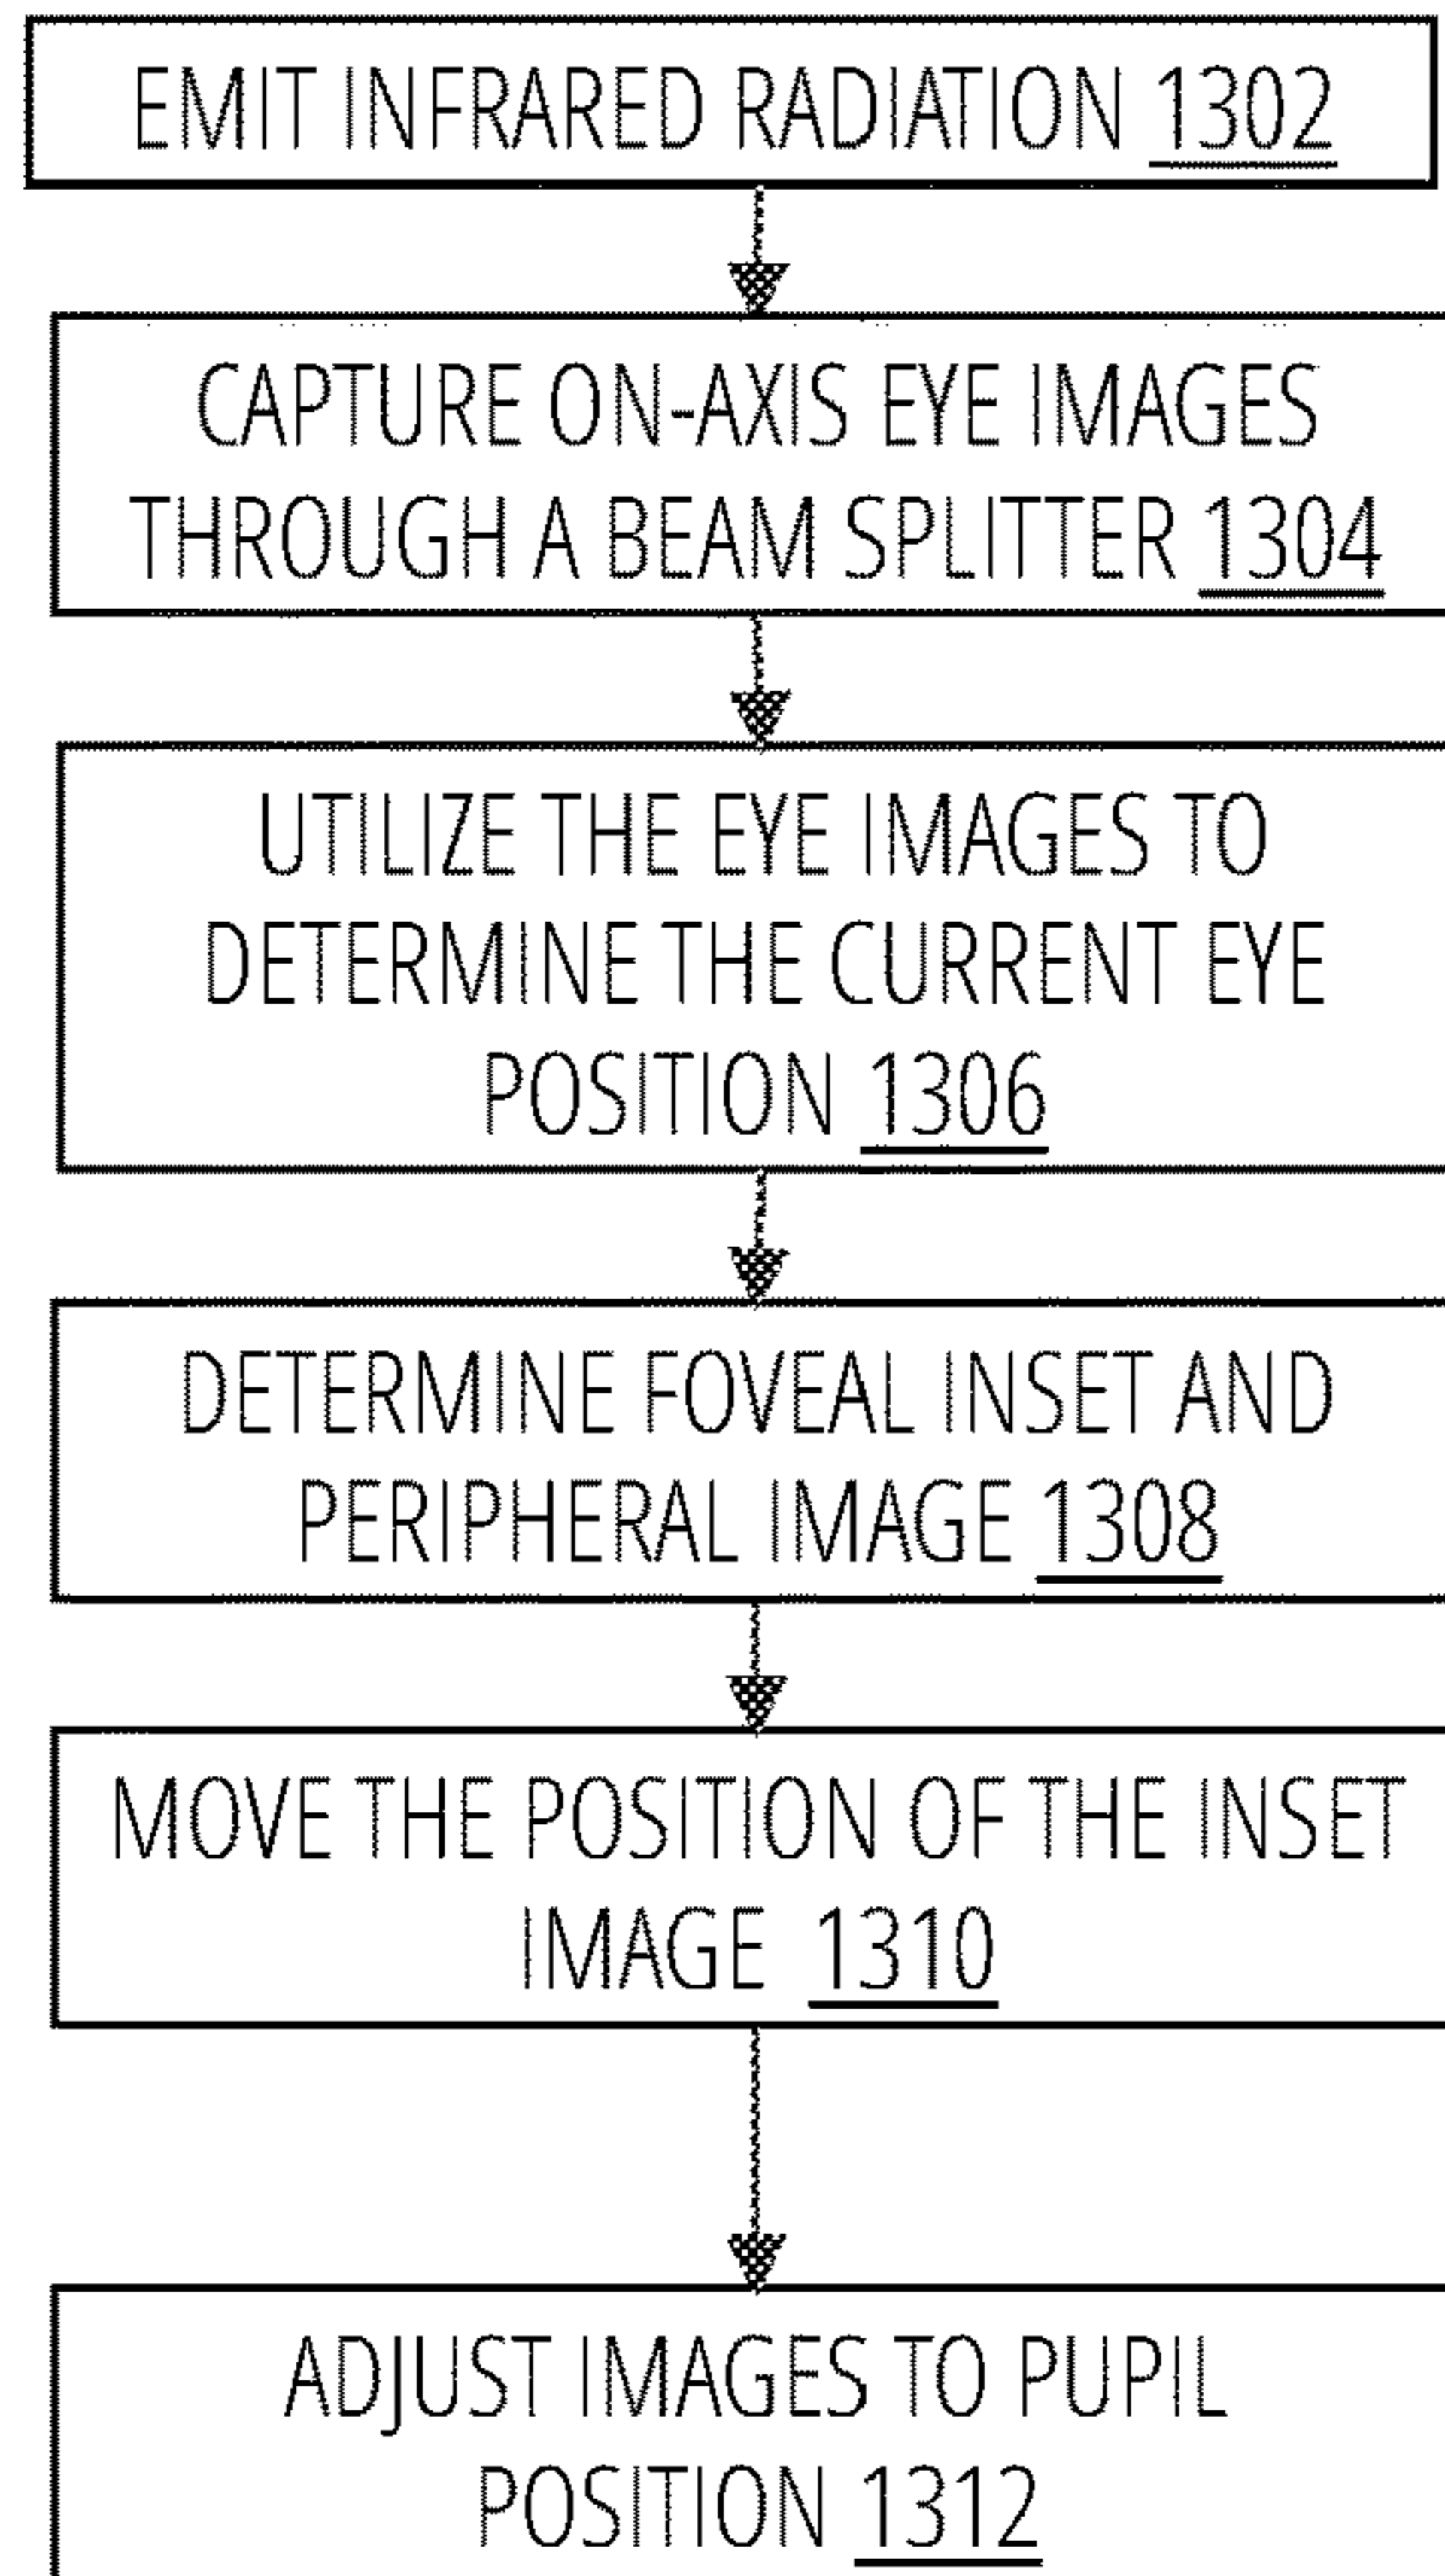 EMIT INFRARED RADIATION 1302
CAPTURE ON-AXIS EYE IMAGES
THROUGH A BEAM SPLITTER 1304
UTILIZE THE EYE IMAGES TO
DETERMINE THE CURRENT EYE
POSITION 1306
DETERMINE FOVEAL INSET AND
PERIPHERAL IMAGE 1308
MOVE THE POSITION OF THE INSET
IMAGE 1310
ADJUST IMAGES TO PUPIL
POSITION 1312